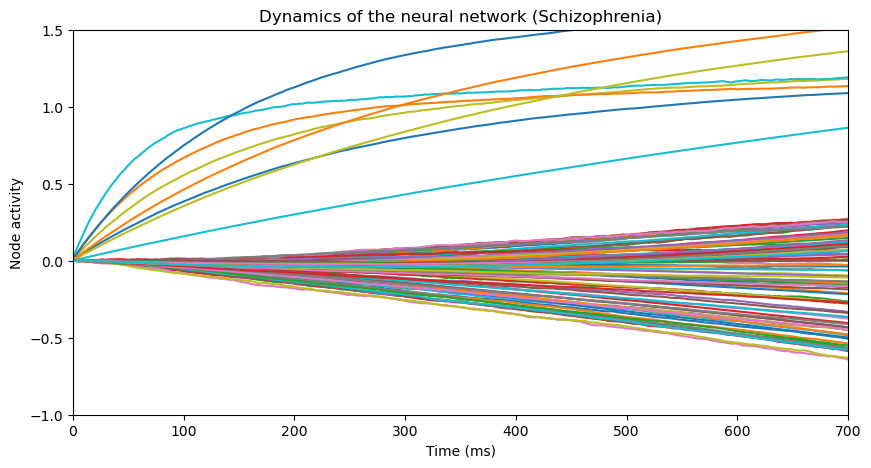 Dynamics of the neural network (Schizophrenia)
1.5
1.0
0.5
0.0
−0.5
−1.0
Node activity
0 100 200 300 400 500 600 700
Time (ms)